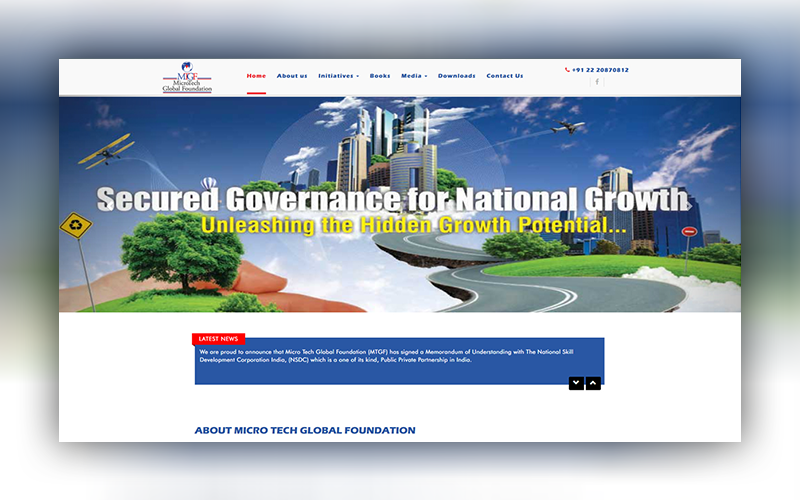 MTGF
MicroTech
Global Foundation
Home About us Initiatives Books Media Downloads Contact Us
+91 22 20870812
Secured Governance for National Growth
Unleashing the Hidden Growth Potential...
LATEST NEWS
We are proud to announce that Micro Tech Global Foundation (MTGF) has signed a Memorandum of Understanding with The National Skill
Development Corporation India, (NSDC) which is a one of its kind, Public Private Partnership in India.
ABOUT MICRO TECH GLOBAL FOUNDATION